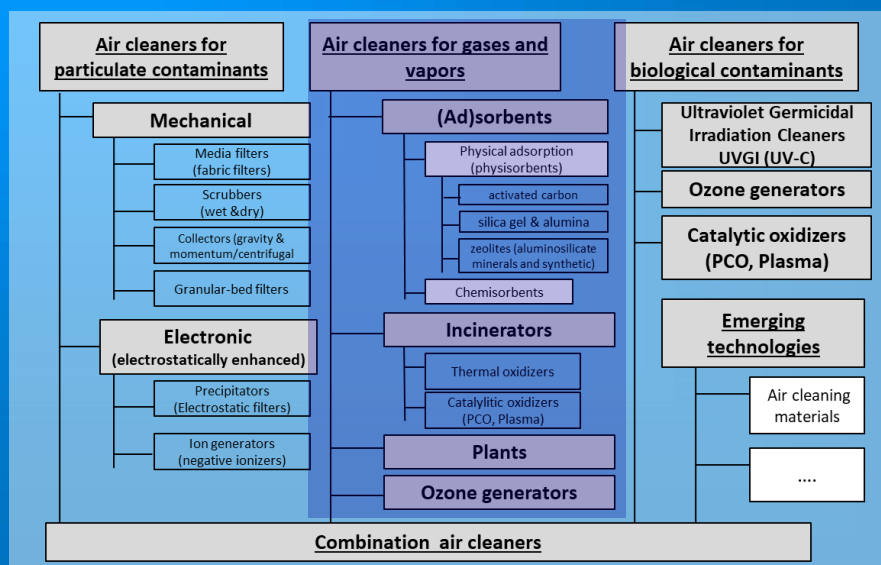 Air cleaners for
particulate contaminants
Mechanical
Media filters
(fabric filters)
Scrubbers
(wet &dry)
Collectors (gravity &
momentum/centrifugal
Granular-bed filters
Electronic
(electrostatically enhanced)
Precipitators
(Electrostatic filters)
Ion generators
(negative ionizers)
Air cleaners for gases and
vapors
(Ad)sorbents
Physical adsorption
(physisorbents)
activated carbon
silica gel & alumina
zeolites (aluminosilicate
minerals and synthetic)
Chemisorbents
Incinerators
Thermal oxidizers
Catalylitic oxidizers
(PCO, Plasma)
Plants
Ozone generators
Air cleaners for
biological contaminants
Ultraviolet Germicidal
Irradiation Cleaners
UVGI (UV-C)
Ozone generators
Catalytic oxidizers
(PCO, Plasma)
Emerging
technologies
Air cleaning
materials
....
Combination  air cleaners